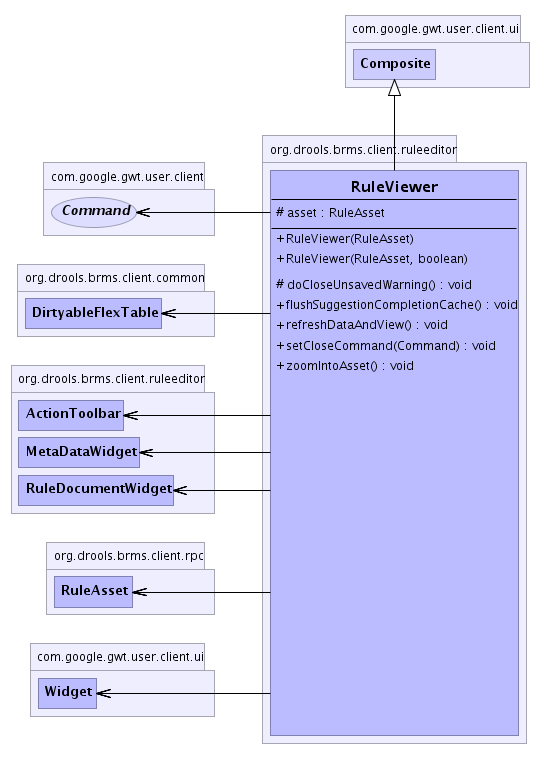 com.google.gwt.user.client.ui
Composite
org.drools.brms.client.ruleeditor
RuleViewer
# asset : RuleAsset
+RuleViewer(RuleAsset)
+RuleViewer(RuleAsset, boolean)
# doCloseUnsavedWarning() : void
+flushSuggestionCompletionCache() : void
+refreshDataAndView() : void
+setCloseCommand(Command) : void
+zoomIntoAsset() : void
com.google.gwt.user.client
Command
org.drools.brms.client.common
DirtyableFlexTable
org.drools.brms.client.ruleeditor
ActionToolbar
MetaDataWidget
RuleDocumentWidget
org.drools.brms.client.rpc
RuleAsset
com.google.gwt.user.client.ui
Widget